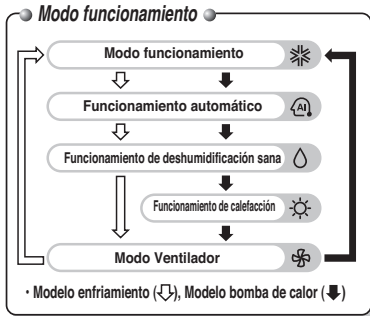 Modo funcionamiento
Modo funcionamiento
Funcionamiento automático
AI
Funcionamiento de deshumidificación sana
Funcionamiento de calefacción
Modo Ventilador
• Modelo enfriamiento (⇩), Modelo bomba de calor (⬇)